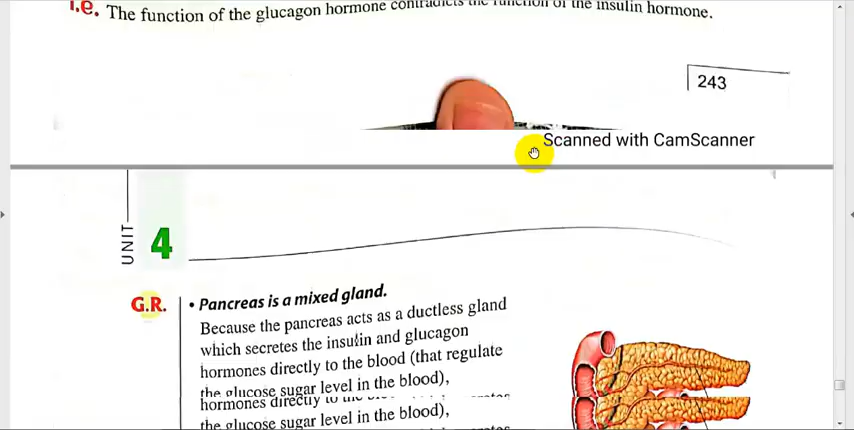 i.e. The function of the glucagon hormone contradicts the function of the insulin hormone.
243
Scanned with CamScanner
UNIT 4
G.R. • Pancreas is a mixed gland.
Because the pancreas acts as a ductless gland
which secretes the insulin and glucagon
hormones directly to the blood (that regulate
the glucose sugar level in the blood),
hormones directly to the
the glucose sugar level in the blood),